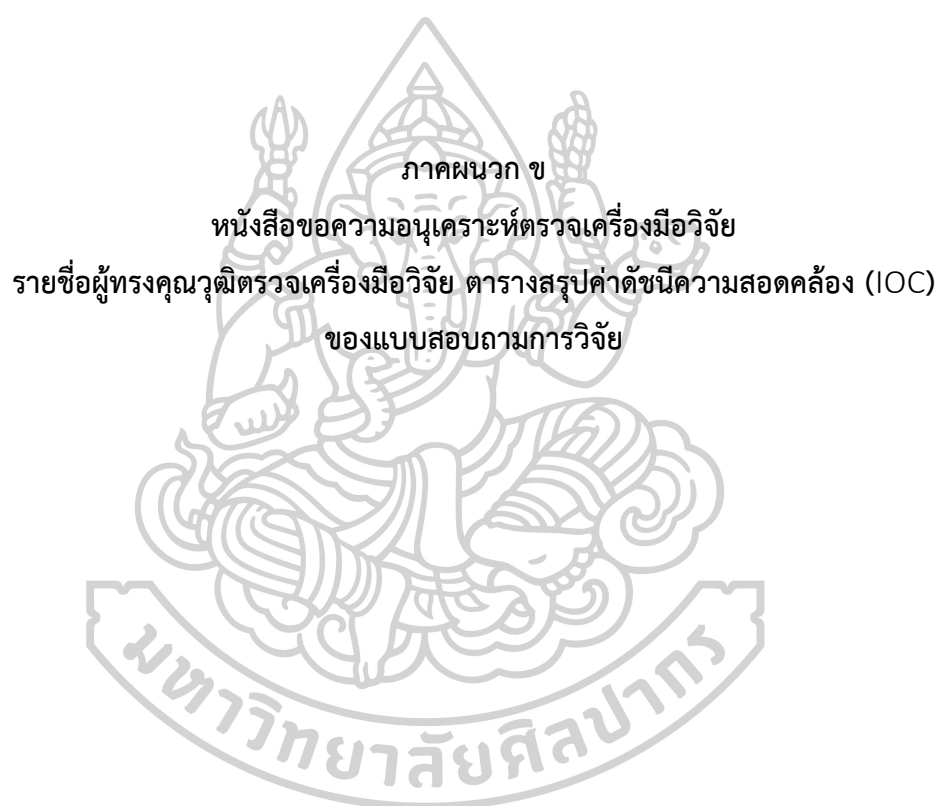 ภาคผนวก ข
หนังสือขอความอนุเคราะห์ตรวจเครื่องมือวิจัย
รายชื่อผู้ทรงคุณวุฒิตรวจเครื่องมือวิจัย ตารางสรุปค่าดัชนีความสอดคล้อง (IOC)
ของแบบสอบถามการวิจัย
มหาวิทยาลัยศิลปากร